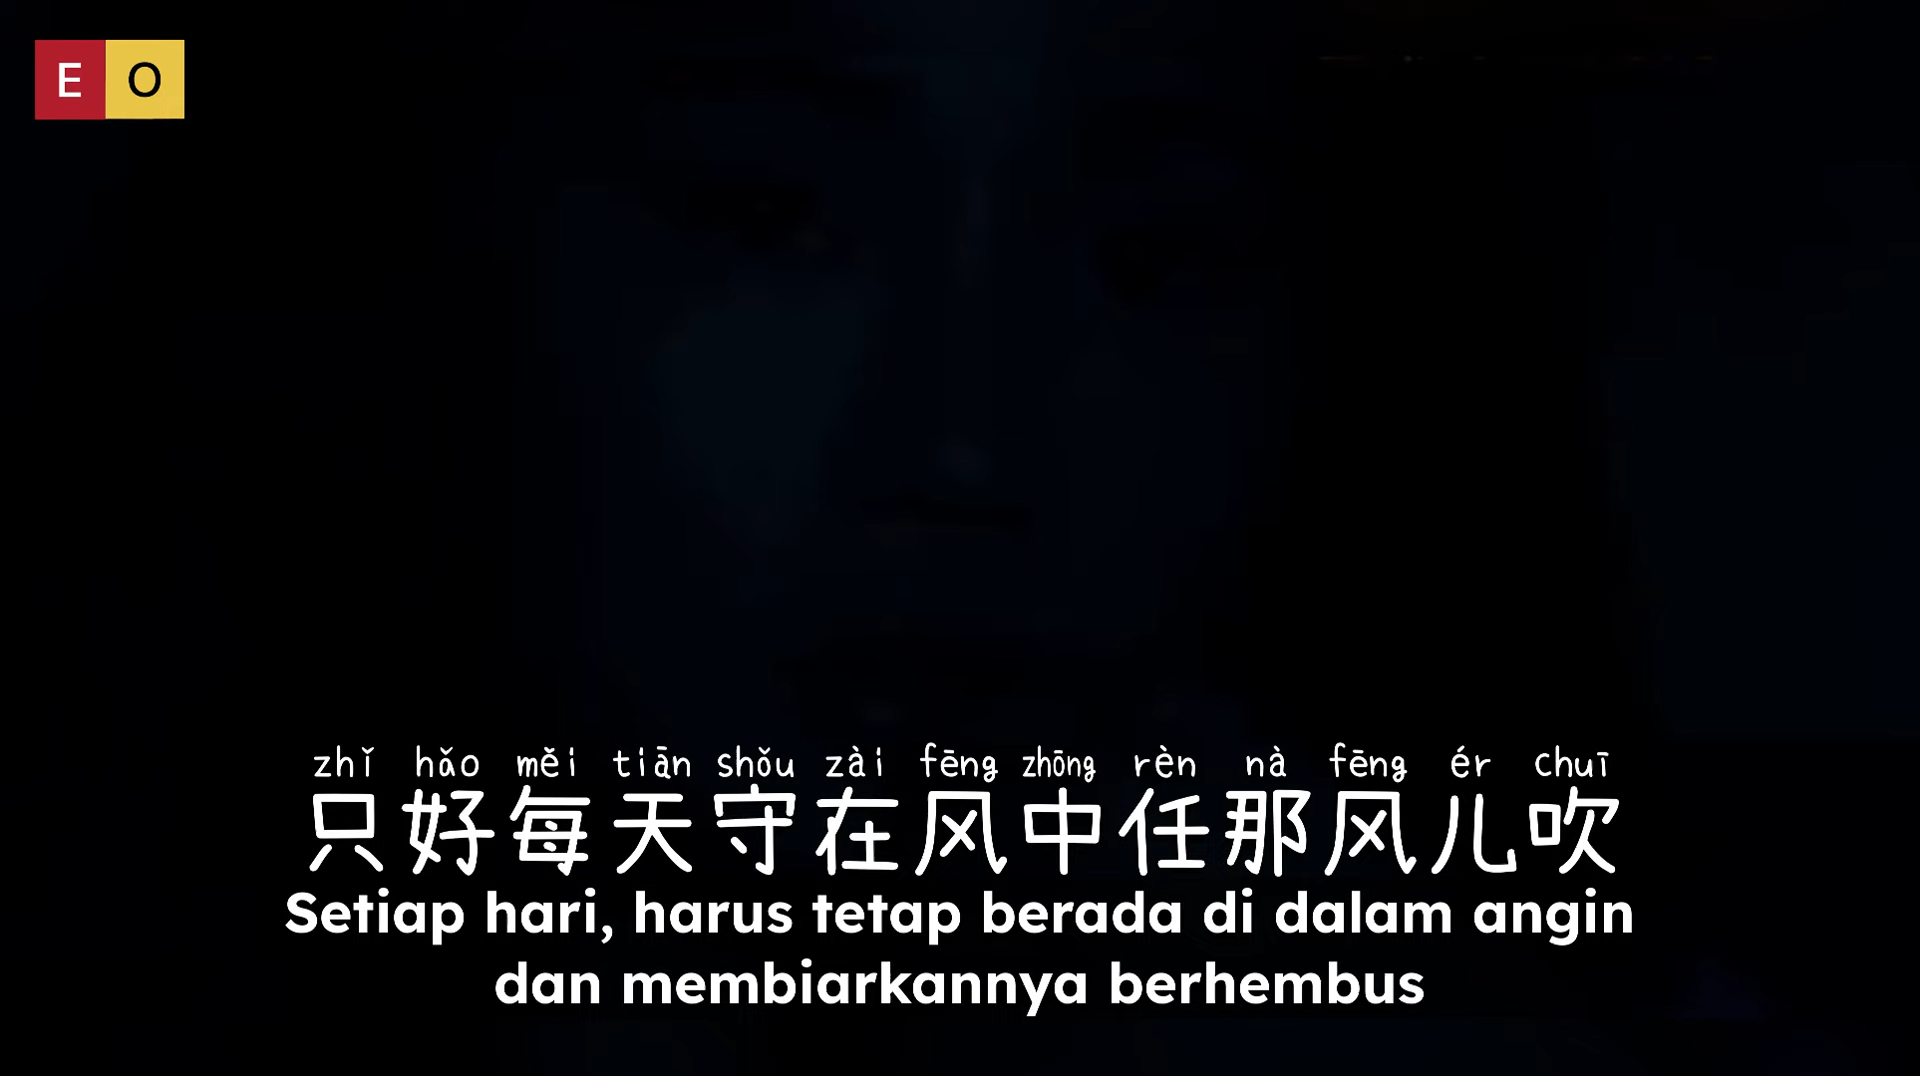 E O
zhǐ hǎo měi tiān shǒu zài fēng zhōng rèn nà fēng ér chuī
只好每天守在风中任那风儿吹
Setiap hari, harus tetap berada di dalam angin
dan membiarkannya berhembus